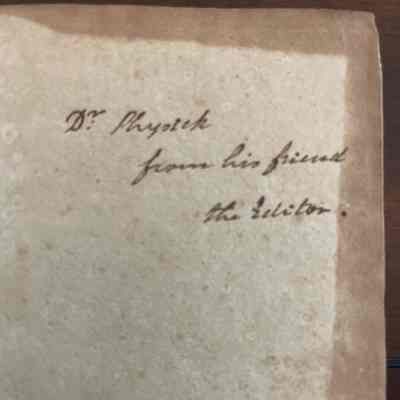 Dr. Physick
from his friend
the Editor.